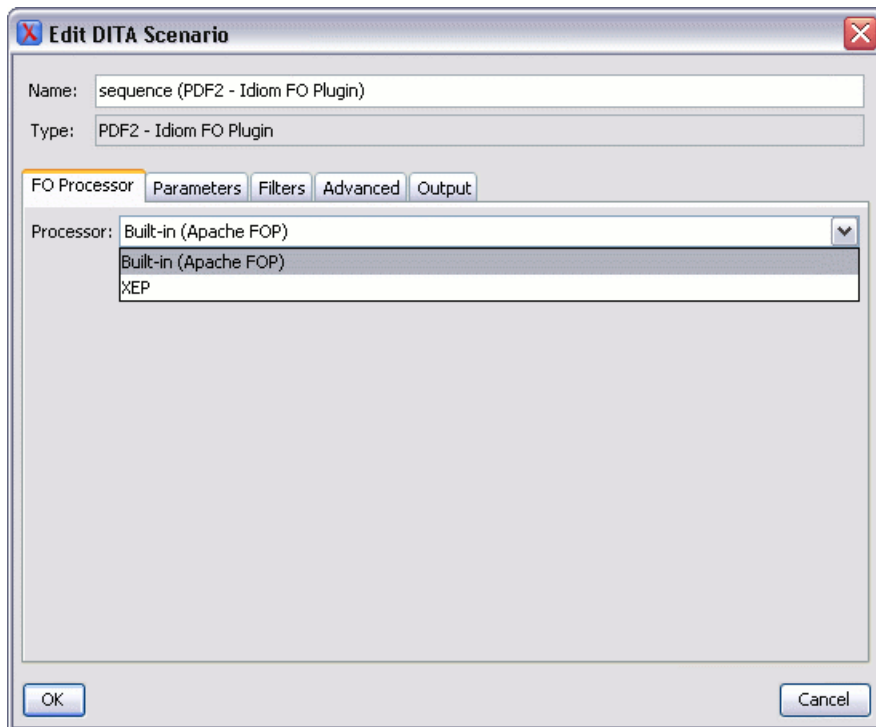 Edit DITA Scenario
Name: sequence (PDF2 - Idiom FO Plugin)
Type: PDF2 - Idiom FO Plugin
FO Processor Parameters Filters Advanced Output
Processor: Built-in (Apache FOP)
Built-in (Apache FOP)
XEP
OK Cancel